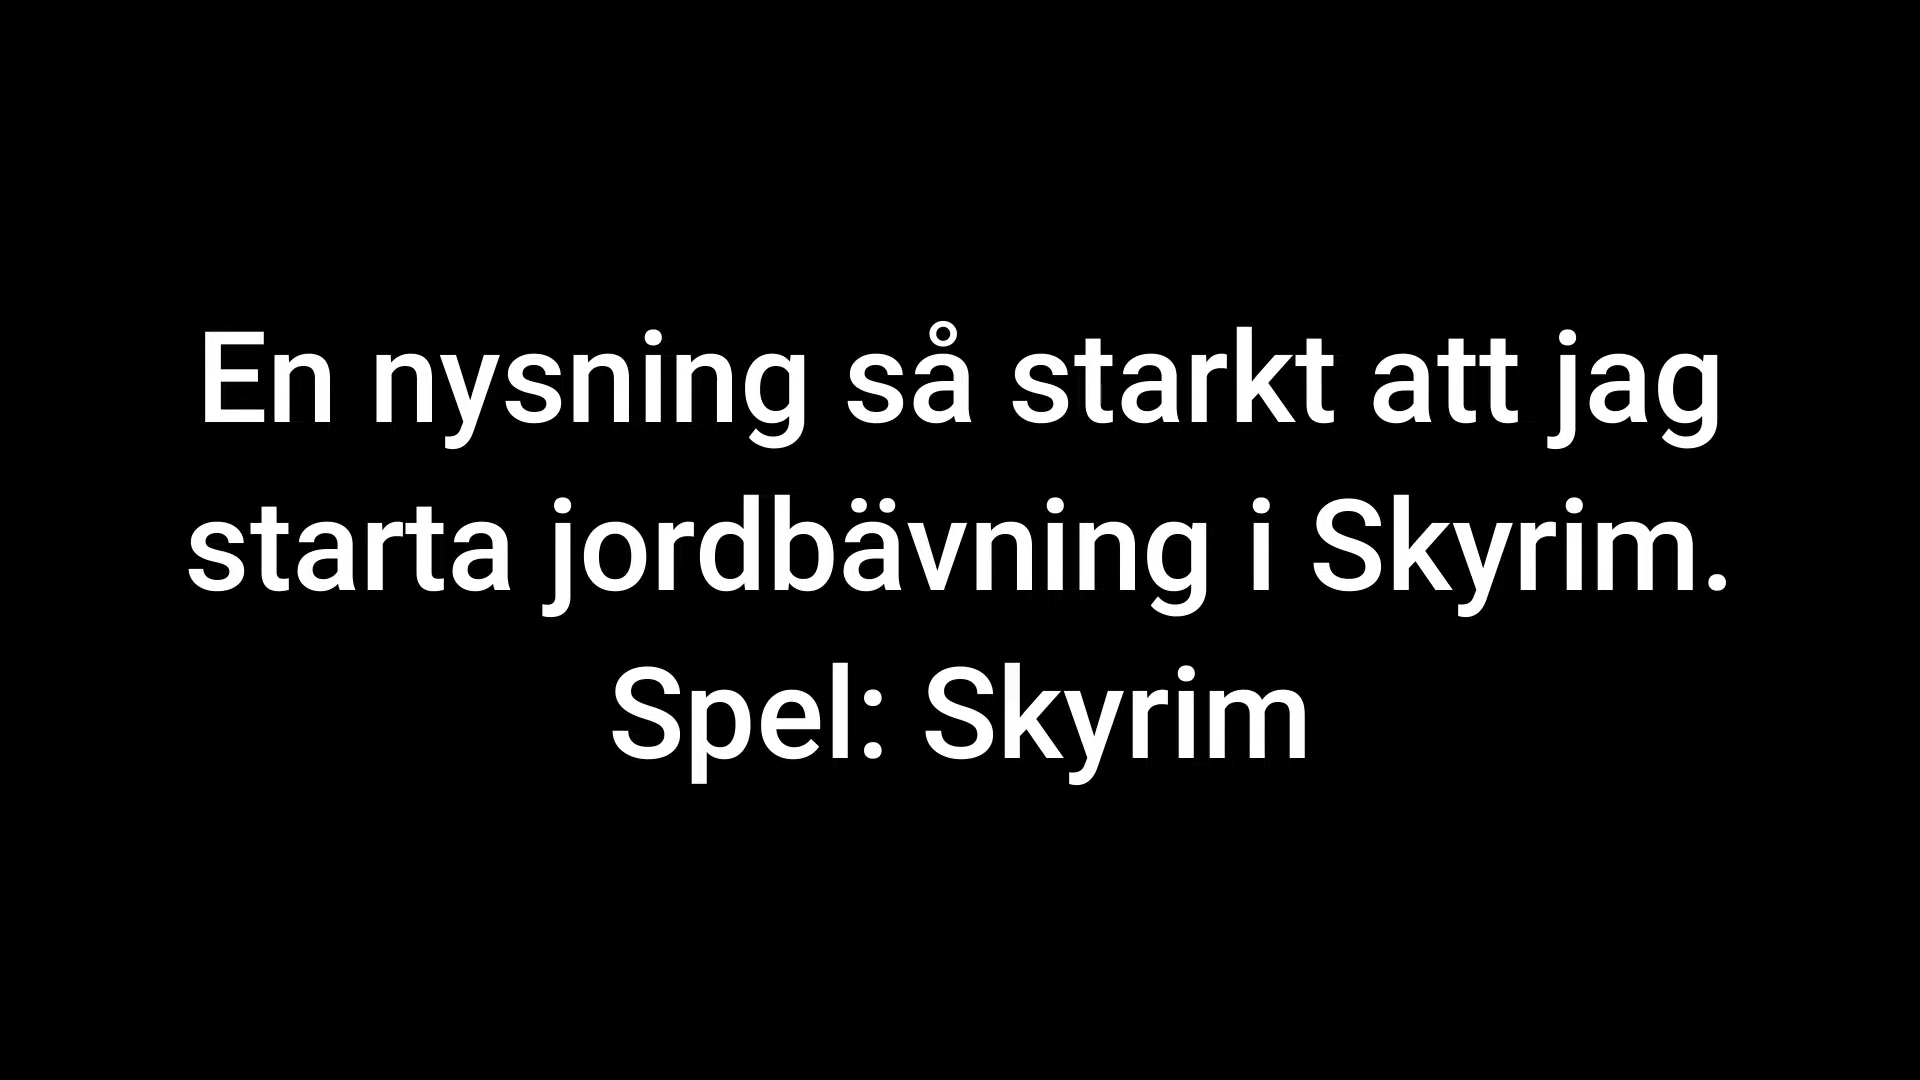 En nysning så starkt att jag
starta jordbävning i Skyrim.
Spel: Skyrim